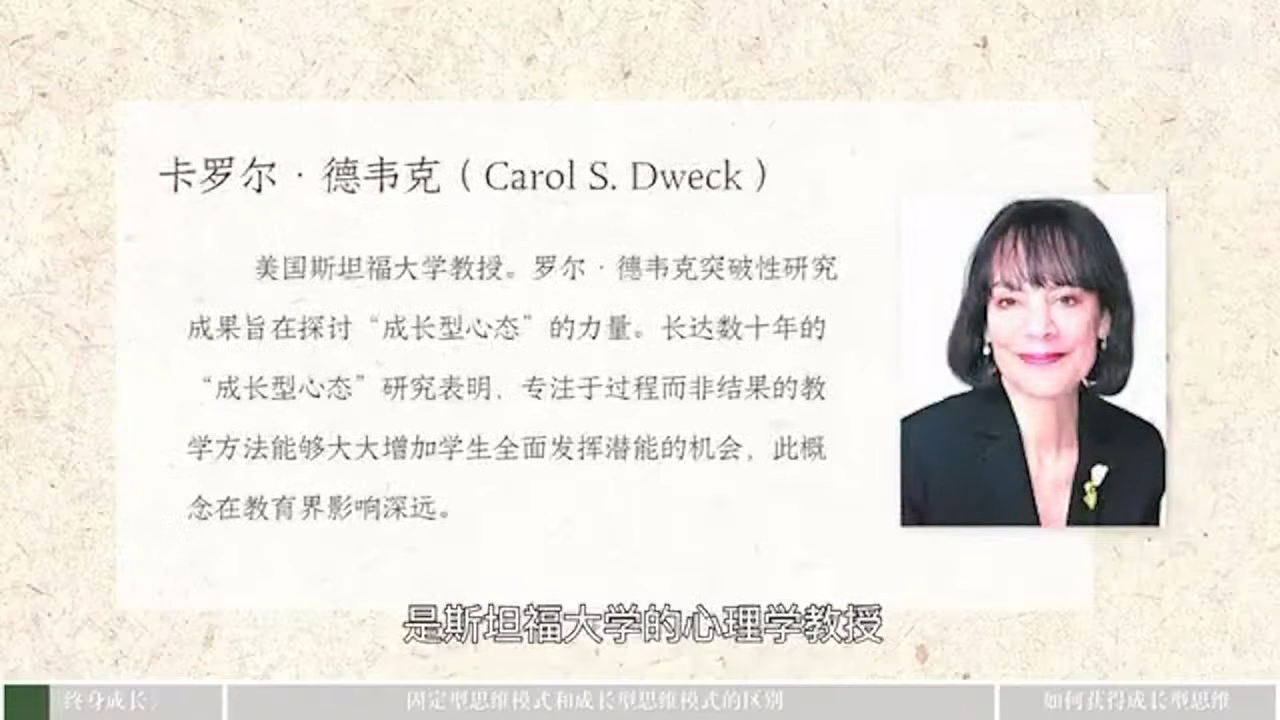 卡罗尔·德韦克（Carol S. Dweck）
美国斯坦福大学教授。罗尔·德韦克突破性研究
成果旨在探讨“成长型心态”的力量。长达数十年的
“成长型心态”研究表明，专注于过程而非结果的教
学方法能够大大增加学生全面发挥潜能的机会，此概
念在教育界影响深远。
是斯坦福大学的心理学教授
终身成长
固定型思维模式和成长型思维模式的区别
如何获得成长型思维